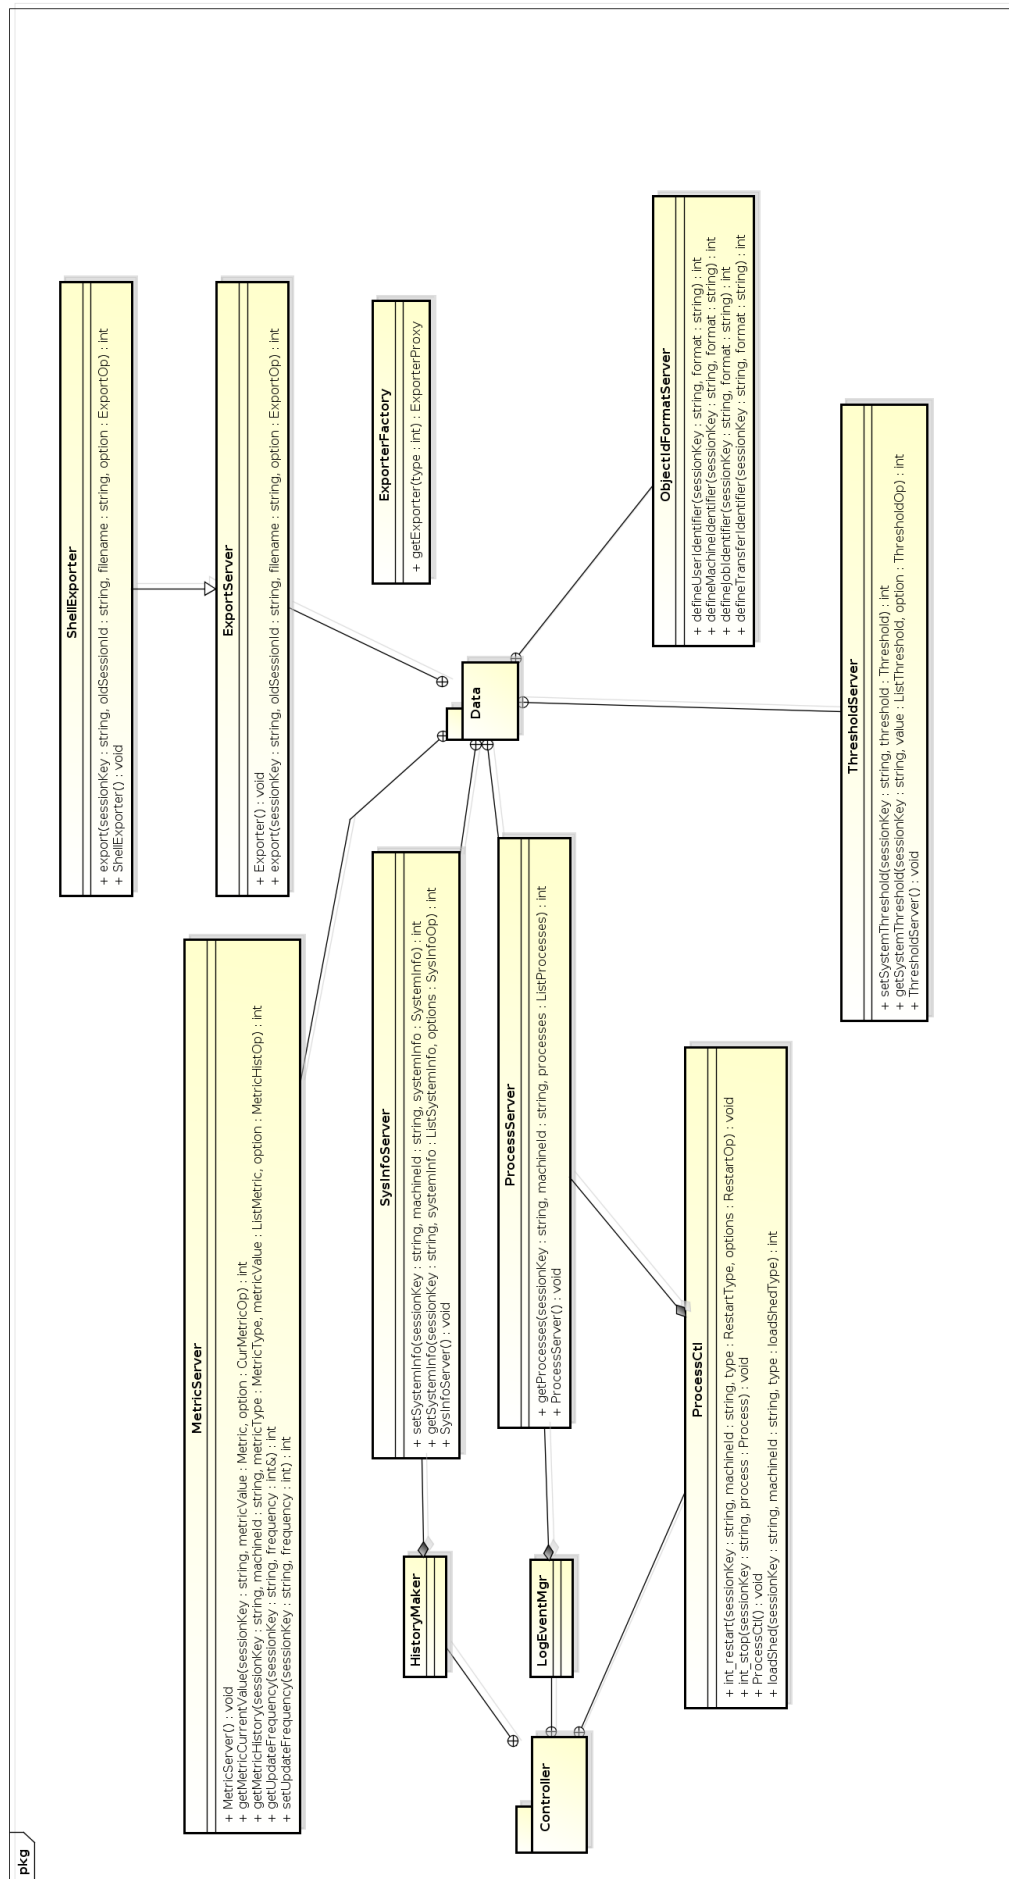 pkg
ShellExporter
+ export(sessionKey : string, oldSessionId : string, filename : string, option : ExportOp) : int
+ ShellExporter() : void
MetricServer
+ MetricServer() : void
+ getMetricCurrentValue(sessionKey : string, metricValue : Metric, option : CurMetricOp) : int
+ getMetricHistory(sessionKey : string, machineId : string, metricType : MetricType, metricValue : ListMetric, option : MetricHistOp) : int
+ getUpdateFrequency(sessionKey : string, frequency : int&) : int
+ setUpdateFrequency(sessionKey : string, frequency : int) : int
ExportServer
+ Exporter() : void
+ export(sessionKey : string, oldSessionId : string, filename : string, option : ExportOp) : int
SysInfoServer
+ setSystemInfo(sessionKey : string, machineId : string, systemInfo : SystemInfo) : int
+ getSystemInfo(sessionKey : string, systemInfo : ListSystemInfo, options : SysInfoOp) : int
+ SysInfoServer() : void
ExporterFactory
+ getExporter(type : int) : ExporterProxy
HistoryMaker
Data
ProcessServer
+ getProcesses(sessionKey : string, machineId : string, processes : ListProcesses) : int
+ ProcessServer() : void
LogEventMgr
Controller
ObjectIdFormatServer
+ defineUserIdentifier(sessionKey : string, format : string) : int
+ defineMachineIdentifier(sessionKey : string, format : string) : int
+ defineJobIdentifier(sessionKey : string, format : string) : int
+ defineTransferIdentifier(sessionKey : string, format : string) : int
ProcessCtl
+ int_restart(sessionKey : string, machineId : string, type : RestartType, options : RestartOp) : void
+ int_stop(sessionKey : string, process : Process) : void
+ ProcessCtl() : void
+ loadShed(sessionKey : string, machineId : string, type : loadShedType) : int
ThresholdServer
+ setSystemThreshold(sessionKey : string, threshold : Threshold) : int
+ getSystemThreshold(sessionKey : string, value : ListThreshold, option : ThresholdOp) : int
+ ThresholdServer() : void